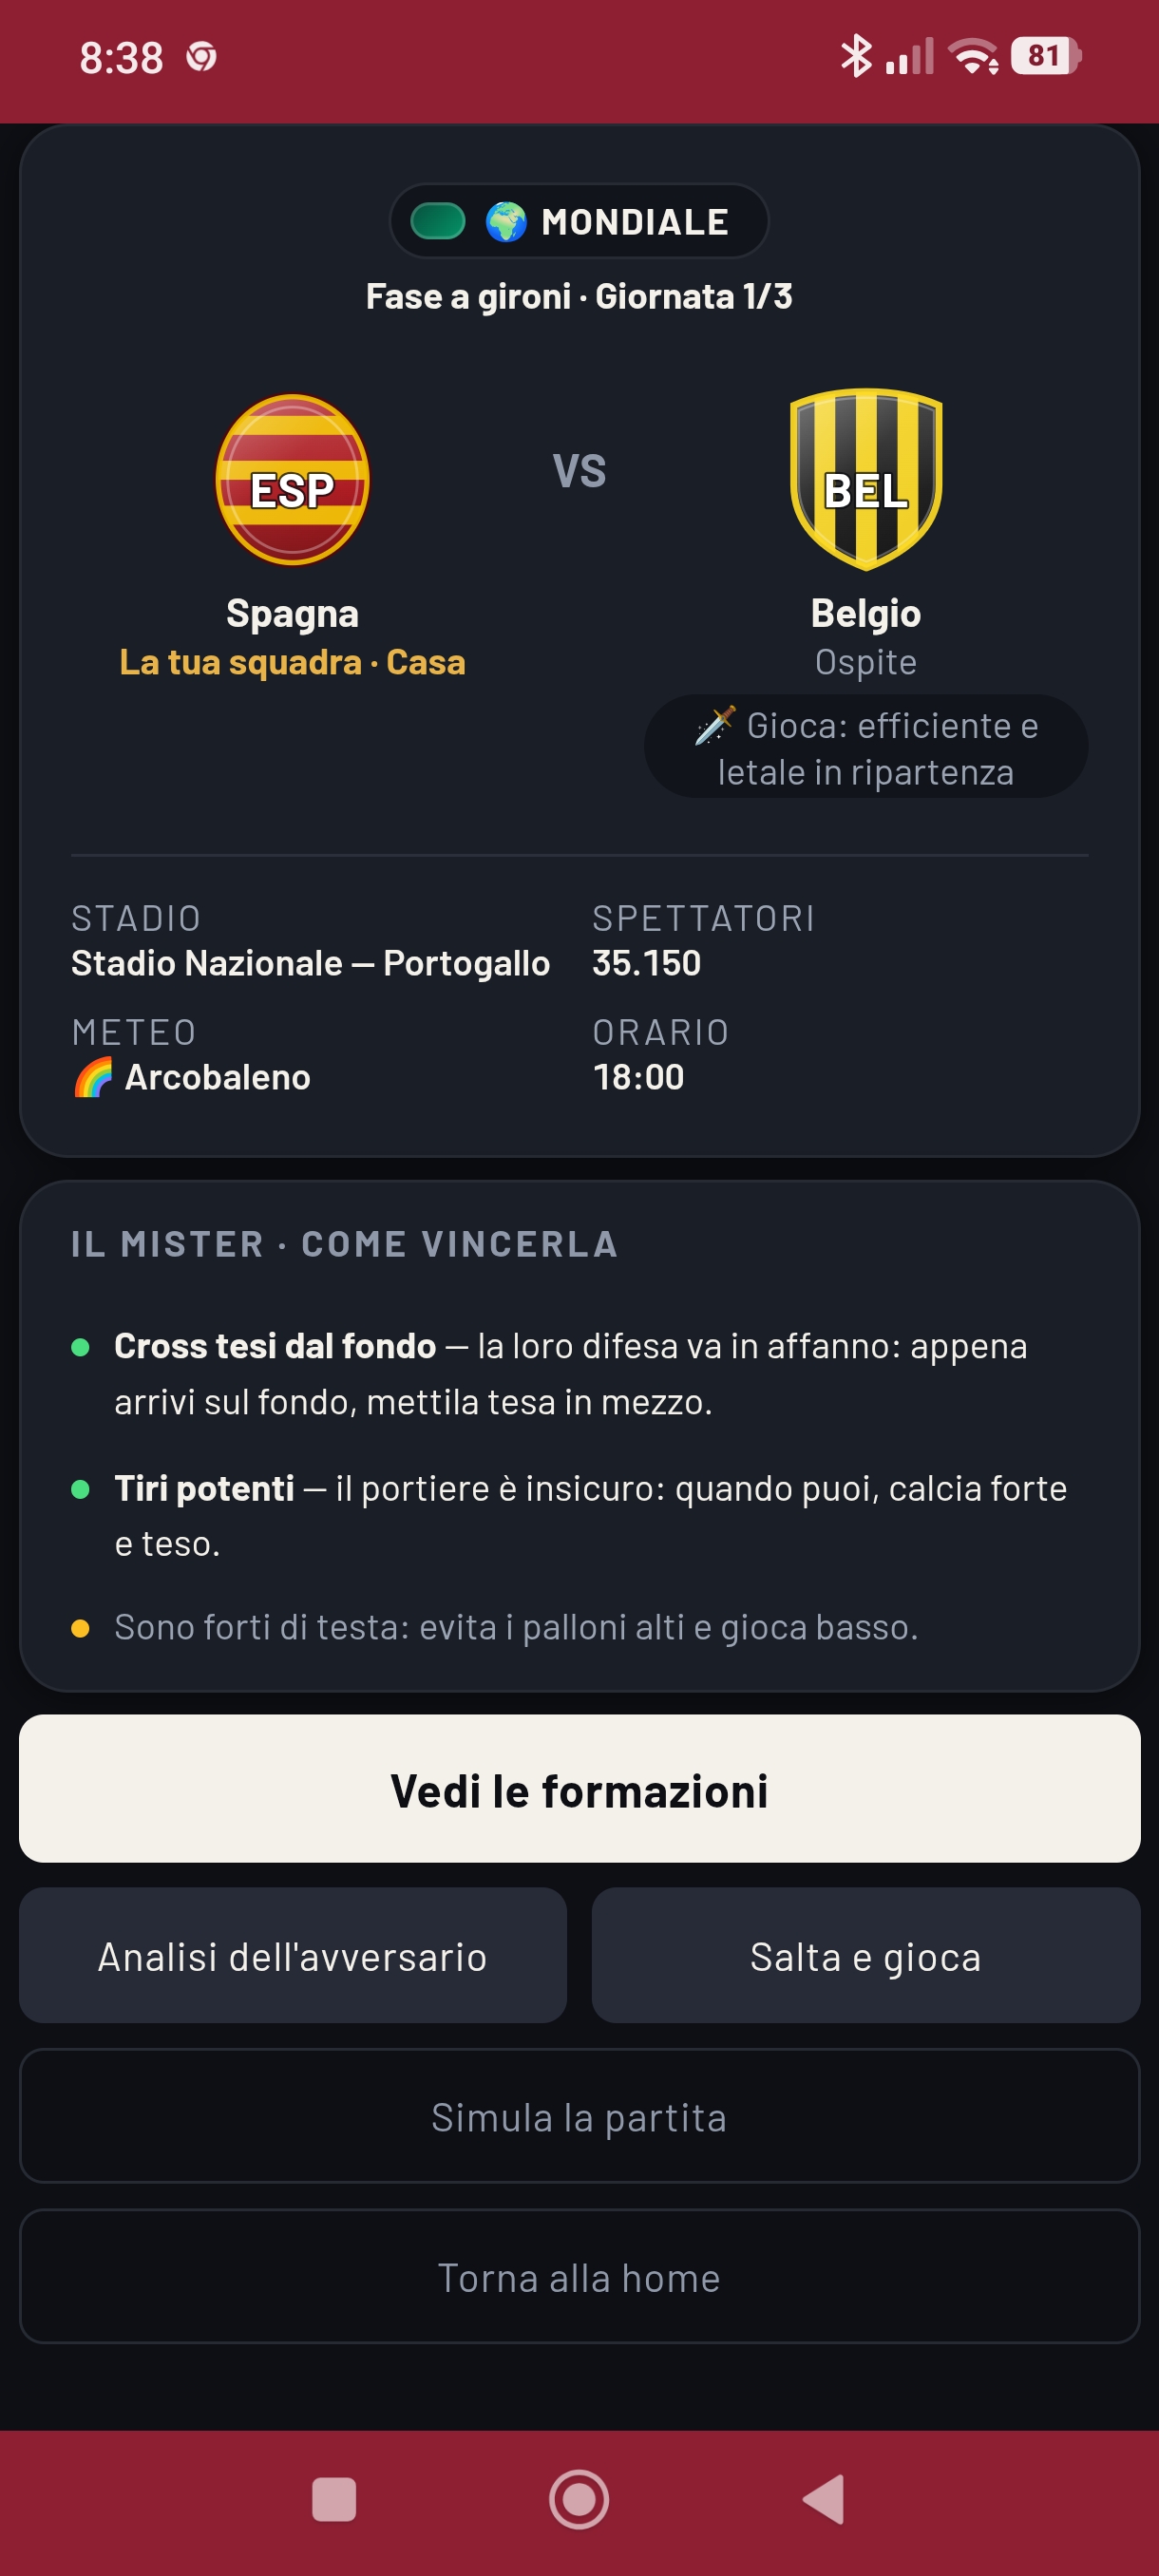 8:38
81
🌍 MONDIALE
Fase a gironi · Giornata 1/3
ESP
VS
BEL
Spagna
Belgio
La tua squadra · Casa
Ospite
🗡️ Gioca: efficiente e
letale in ripartenza
STADIO
SPETTATORI
Stadio Nazionale — Portogallo
35.150
METEO
ORARIO
🌈 Arcobaleno
18:00
IL MISTER · COME VINCERLA
Cross tesi dal fondo — la loro difesa va in affanno: appena
arrivi sul fondo, mettila tesa in mezzo.
Tiri potenti — il portiere è insicuro: quando puoi, calcia forte
e teso.
Sono forti di testa: evita i palloni alti e gioca basso.
Vedi le formazioni
Analisi dell'avversario
Salta e gioca
Simula la partita
Torna alla home